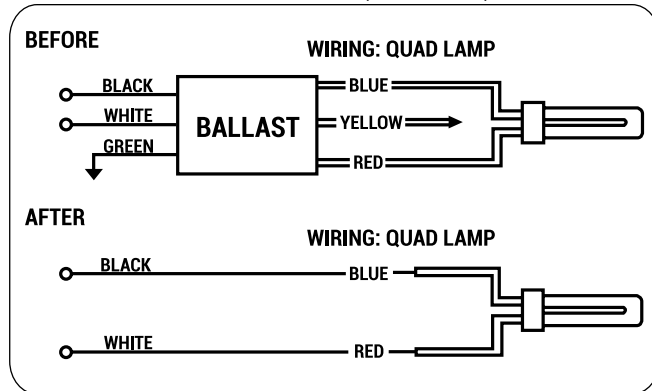 BEFORE
WIRING: QUAD LAMP
BLACK
BLUE
WHITE
BALLAST
YELLOW
GREEN
RED
AFTER
WIRING: QUAD LAMP
BLACK
BLUE
WHITE
RED